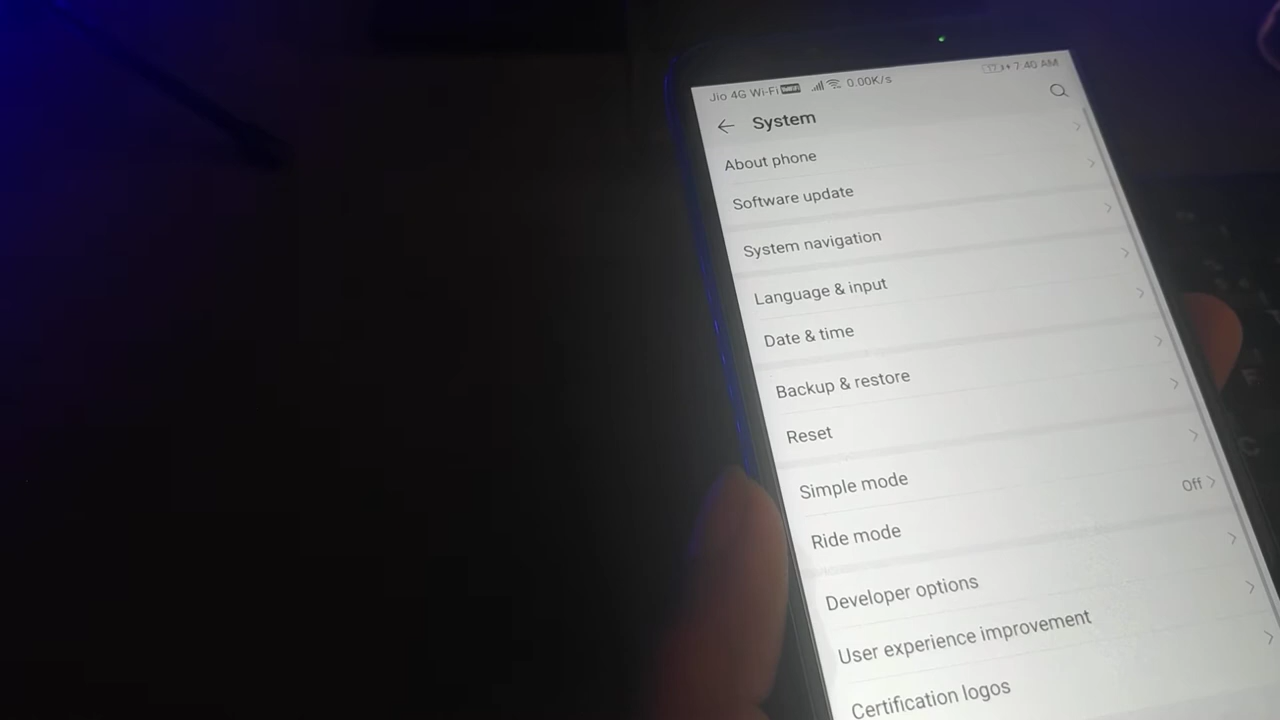 Jio 4G Wi-Fi 0.00K/s 7:40 AM
System
About phone
Software update
System navigation
Language & input
Date & time
Backup & restore
Reset
Simple mode
Ride mode Off
Developer options
User experience improvement
Certification logos